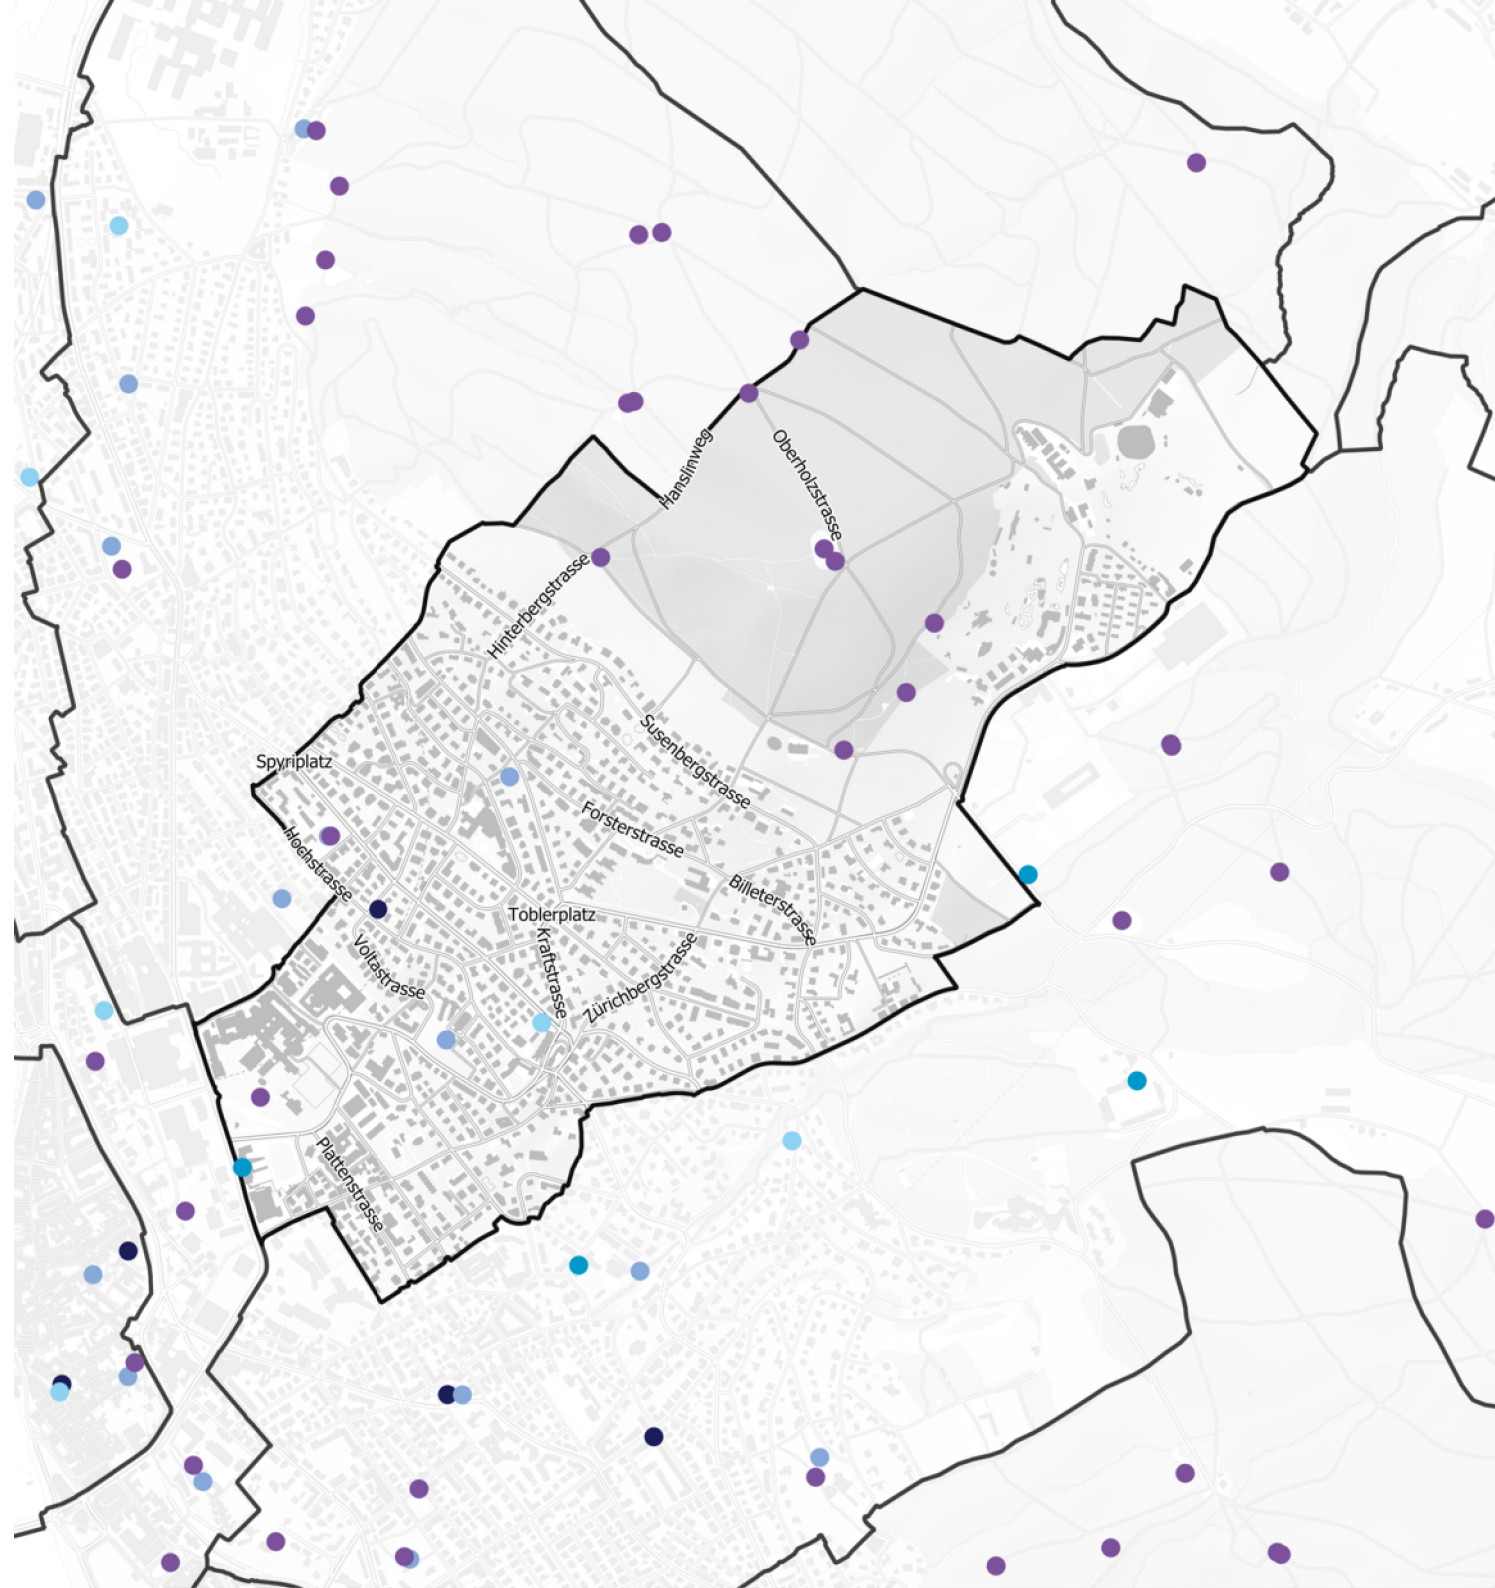 Hanslinweg
Oberholzstrasse
Hinterbergstrasse
Susenbergstrasse
Spyriplatz
Forsterstrasse
Hochstrasse
Billeterstrasse
Toblerplatz
Voltastrasse
Kraftstrasse
Zürichbergstrasse
Plattenstrasse